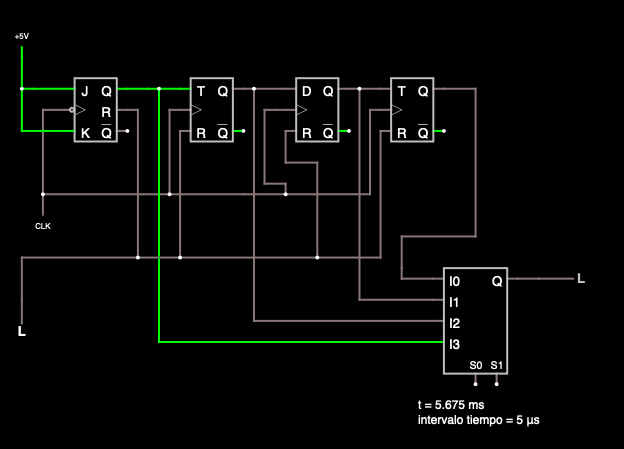 +5V
J Q
R
K Q̅
T Q
R Q̅
D Q
R Q̅
T Q
R Q̅
CLK
L
I0 Q
I1
I2
I3
S0 S1
L
t = 5.675 ms
intervalo tiempo = 5 µs